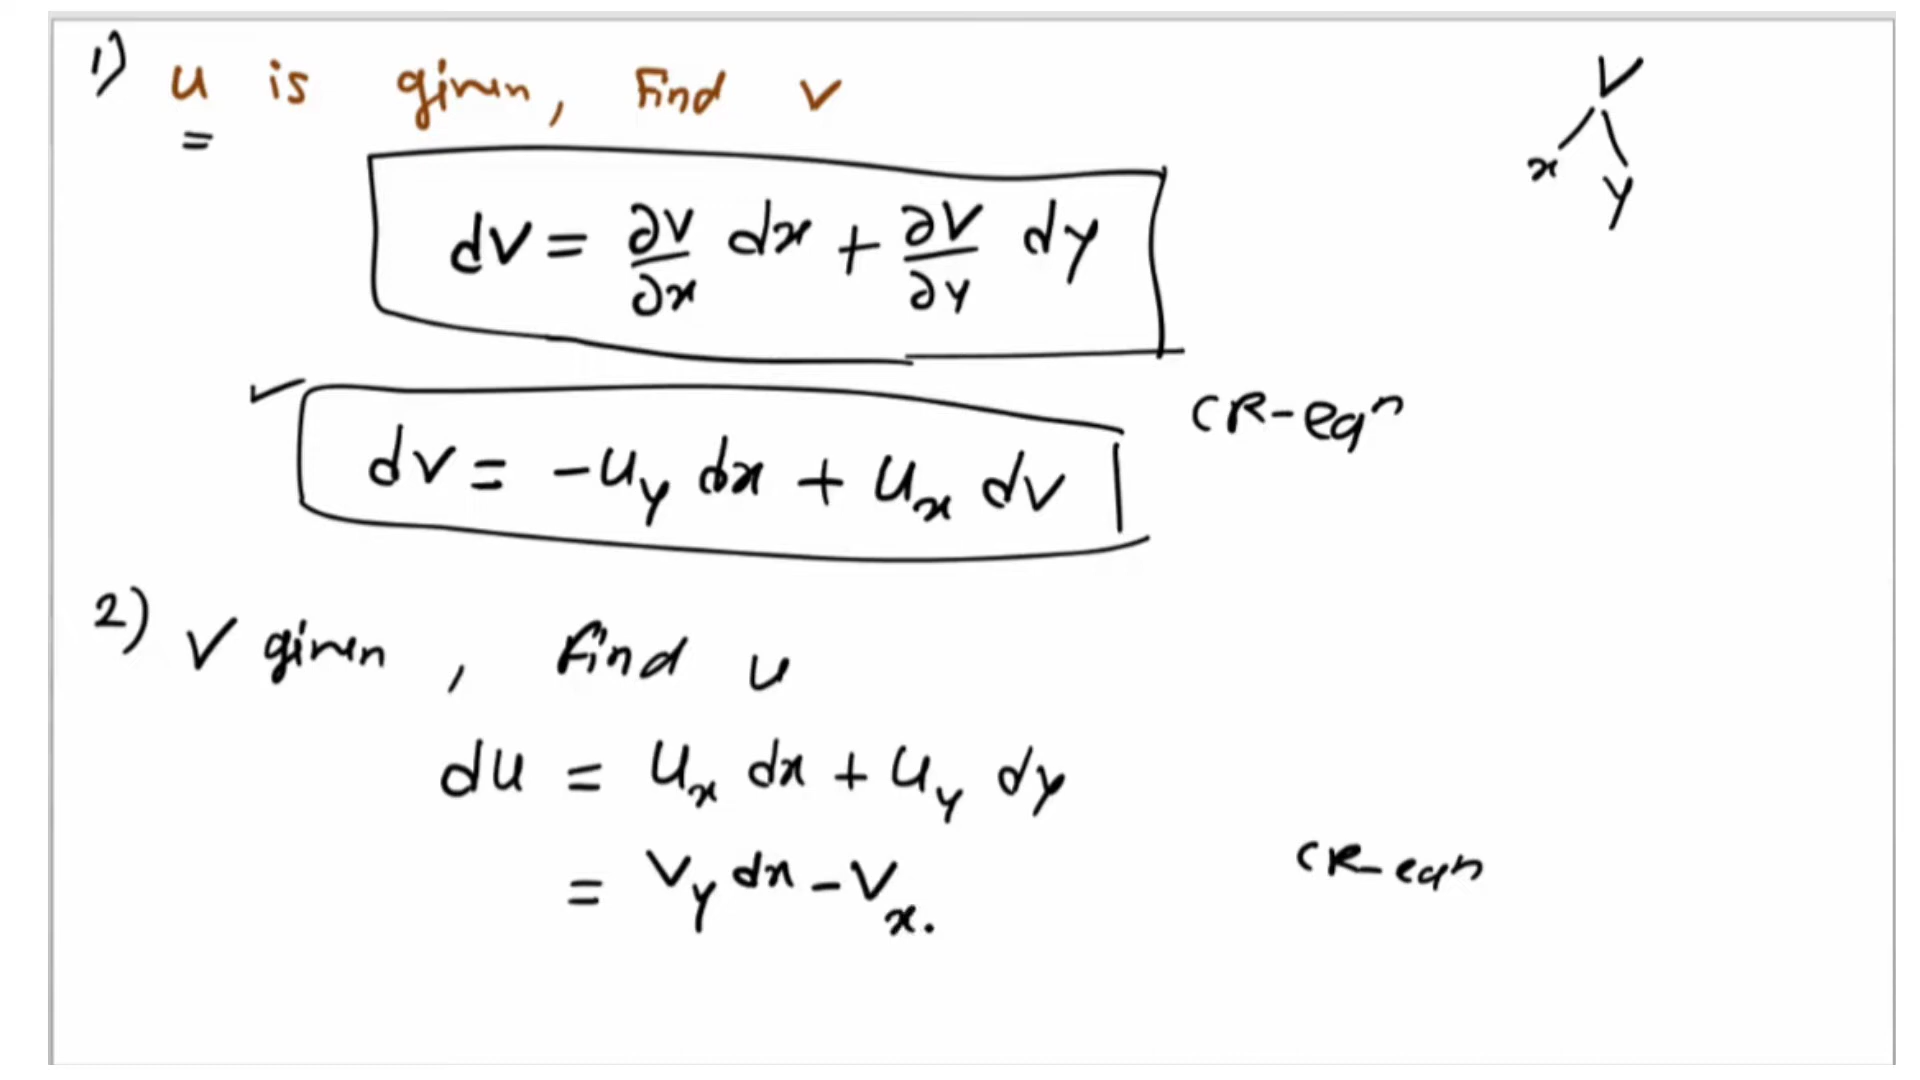 1) u is given, Find v
=
V
x y
dv = ∂v/∂x dx + ∂v/∂y dy
CR-eqⁿ
✓ dv = -u_y dx + u_x dv
2) v given, find u
du = u_x dx + u_y dy
= v_y dx - v_x.
CR-eqn